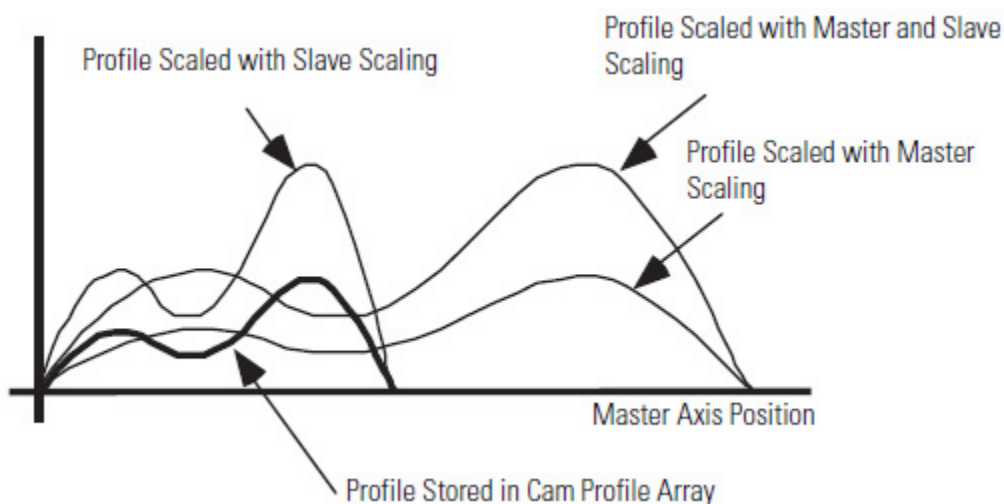 Profile Scaled with Slave Scaling
Profile Scaled with Master and Slave
Scaling
Profile Scaled with Master
Scaling
Master Axis Position
Profile Stored in Cam Profile Array